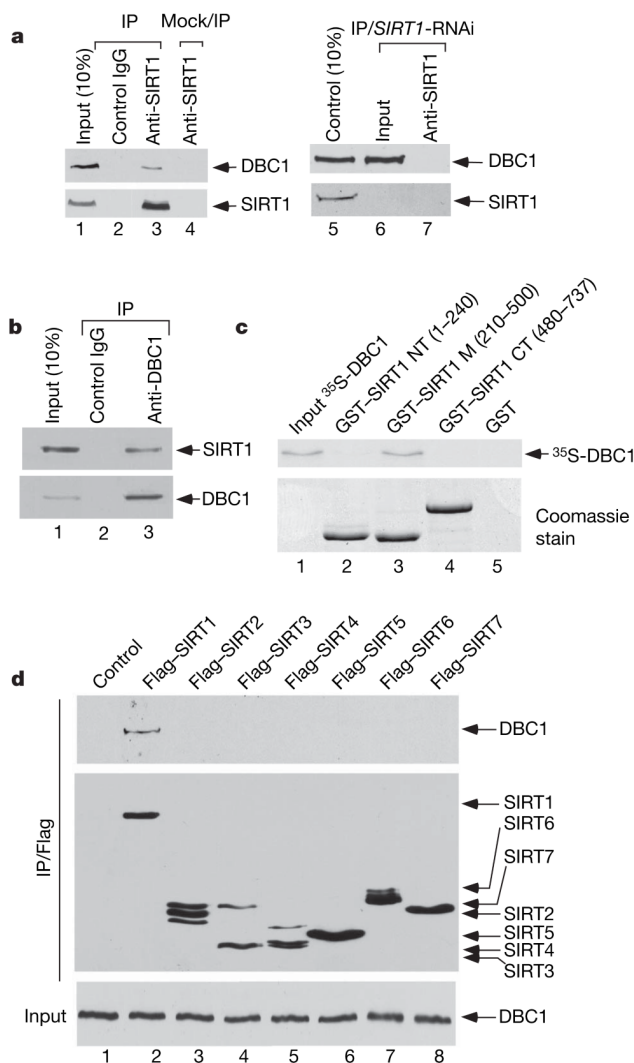 a
IP
Mock/IP
Input (10%)
Control IgG
Anti-SIRT1
Anti-SIRT1
DBC1
SIRT1
1 2 3 4
IP/SIRT1-RNAi
Control (10%)
Input
Anti-SIRT1
DBC1
SIRT1
5 6 7
b
IP
Input (10%)
Control IgG
Anti-DBC1
SIRT1
DBC1
1 2 3
c
Input ³⁵S-DBC1
GST–SIRT1 NT (1–240)
GST–SIRT1 M (210–500)
GST–SIRT1 CT (480–737)
GST
³⁵S-DBC1
Coomassie
stain
1 2 3 4 5
d
Control
Flag–SIRT1
Flag–SIRT2
Flag–SIRT3
Flag–SIRT4
Flag–SIRT5
Flag–SIRT6
Flag–SIRT7
IP/Flag
DBC1
SIRT1
SIRT6
SIRT7
SIRT2
SIRT5
SIRT4
SIRT3
Input
DBC1
1 2 3 4 5 6 7 8